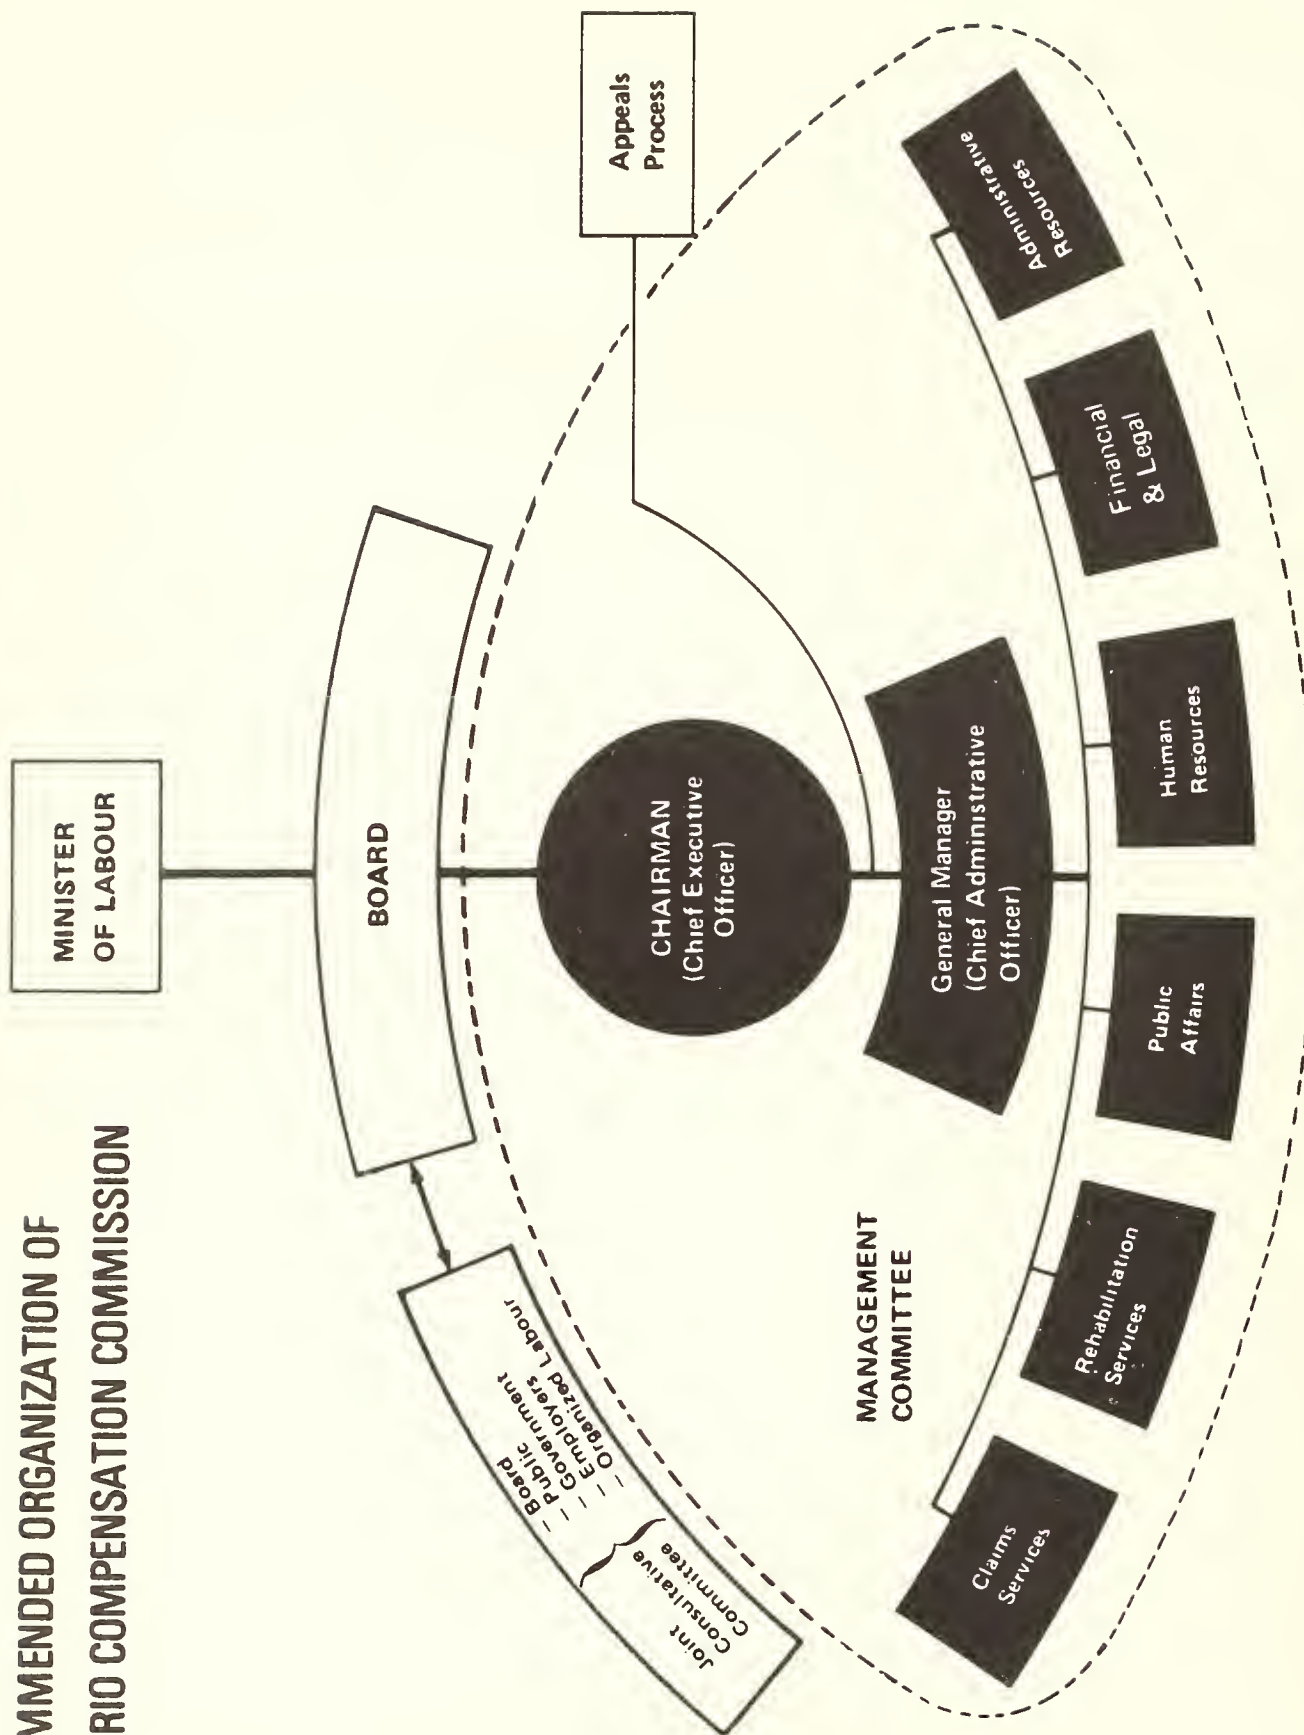 MMENDED ORGANIZATION OF
RIO COMPENSATION COMMISSION
MINISTER
OF LABOUR
BOARD
Joint
Consultative
Committee
– Board
– Public
– Government
– Employers
– Organized Labour
Appeals
Process
CHAIRMAN
(Chief Executive
Officer)
General Manager
(Chief Administrative
Officer)
MANAGEMENT
COMMITTEE
Claims
Services
Rehabilitation
Services
Public
Affairs
Human
Resources
Financial
& Legal
Administrative
Resources